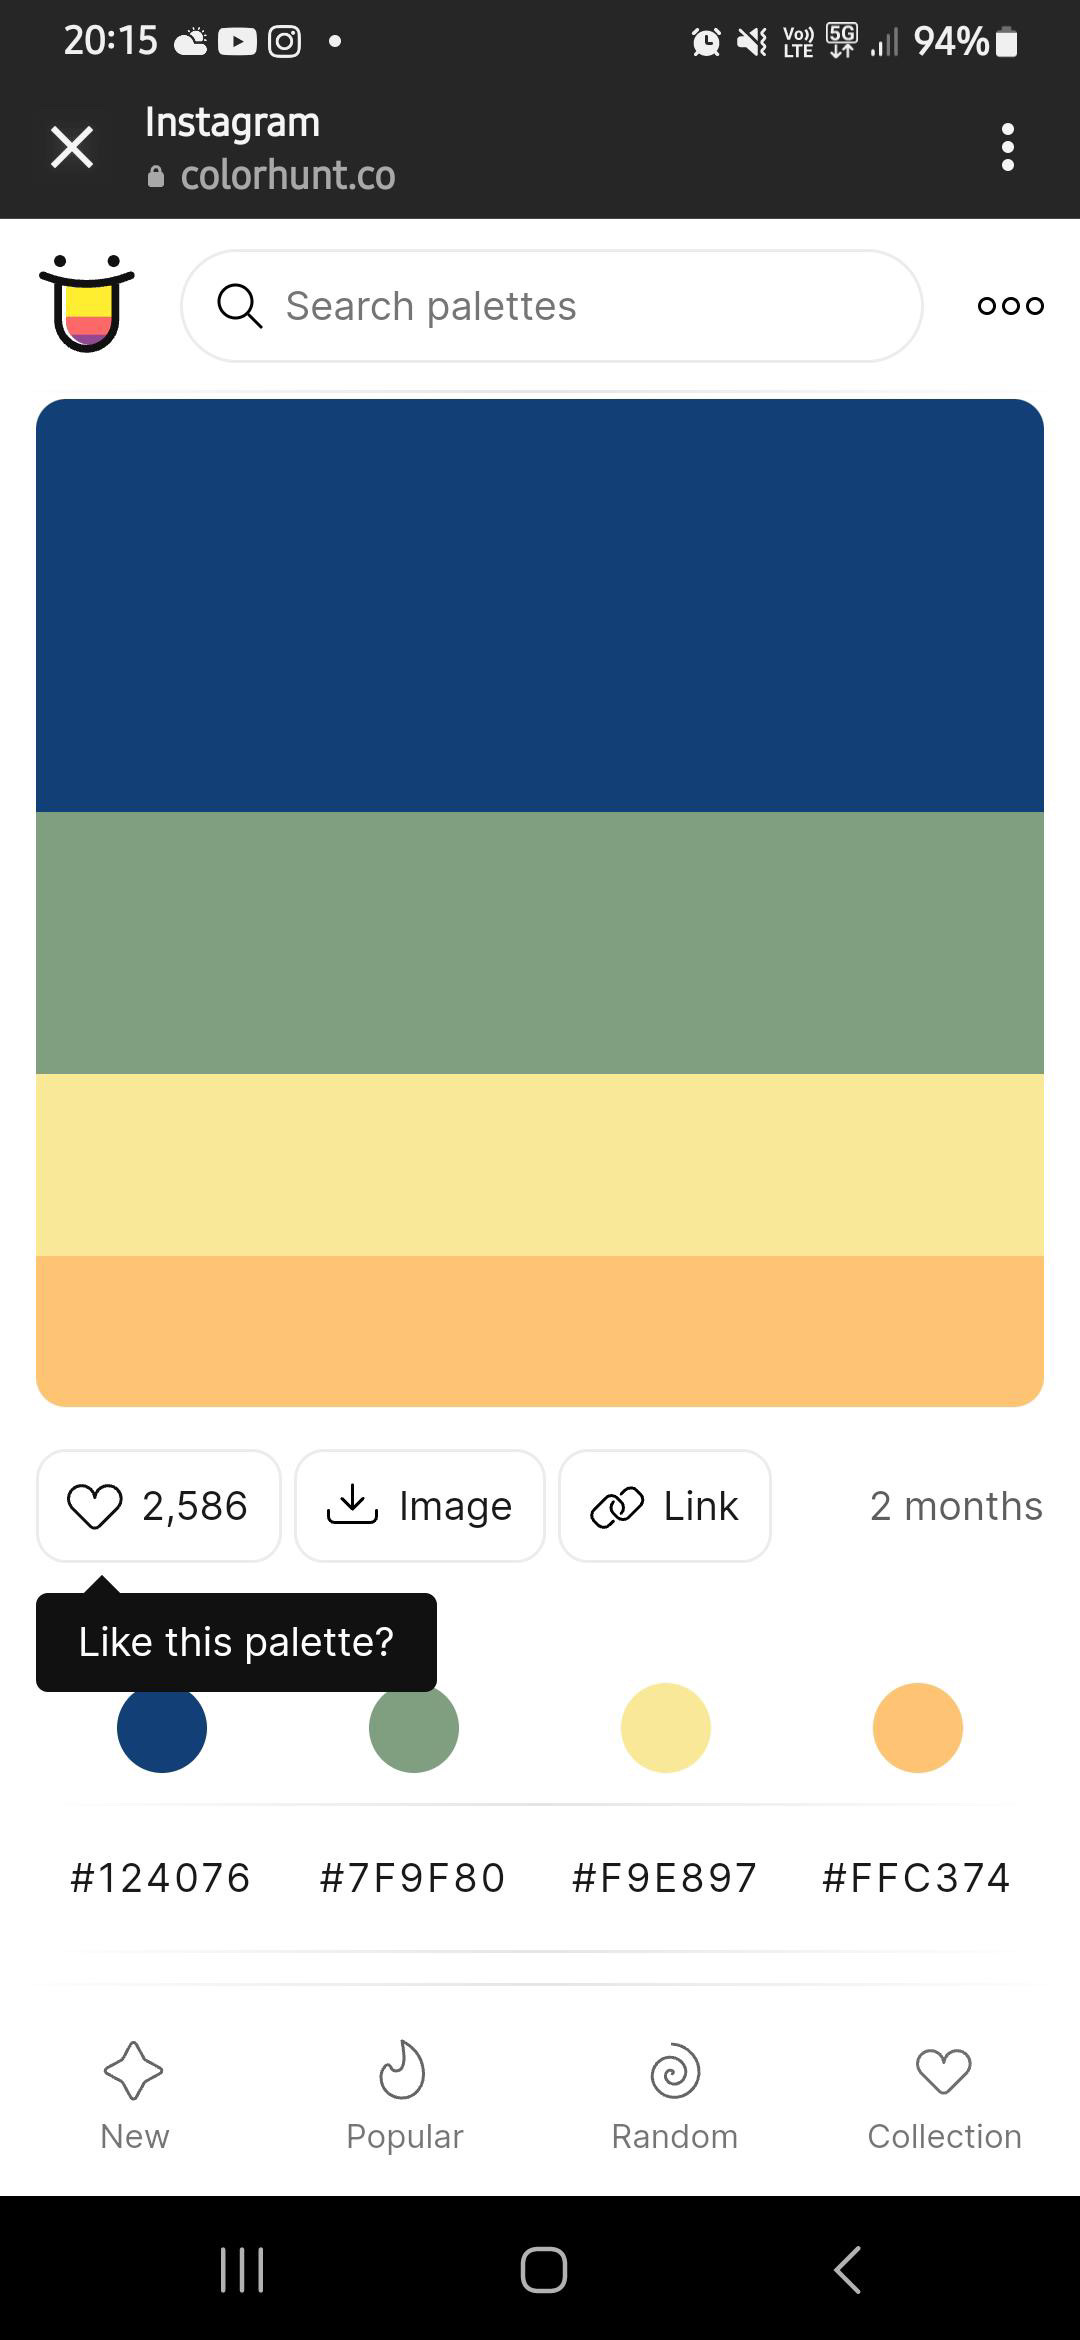 20:15 Vo)) LTE 5G 94%
Instagram
colorhunt.co
Search palettes
2,586 Image Link 2 months
Like this palette?
#124076 #7F9F80 #F9E897 #FFC374
New Popular Random Collection